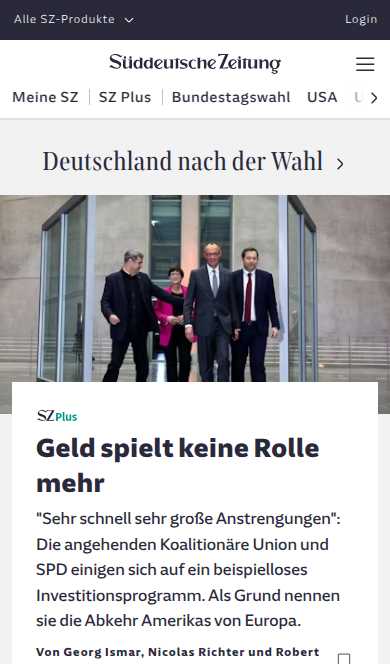 Alle SZ-Produkte
Login
Süddeutsche Zeitung
Meine SZ
SZ Plus
Bundestagswahl
USA
Deutschland nach der Wahl
SZ Plus
Geld spielt keine Rolle
mehr
"Sehr schnell sehr große Anstrengungen":
Die angehenden Koalitionäre Union und
SPD einigen sich auf ein beispielloses
Investitionsprogramm. Als Grund nennen
sie die Abkehr Amerikas von Europa.
Von Georg Ismar, Nicolas Richter und Robert